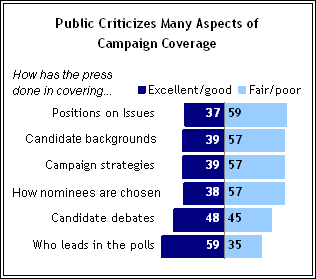 Public Criticizes Many Aspects of
Campaign Coverage
How has the press
done in covering... Excellent/good Fair/poor
Positions on Issues 37 59
Candidate backgrounds 39 57
Campaign strategies 39 57
How nominees are chosen 38 57
Candidate debates 48 45
Who leads in the polls 59 35